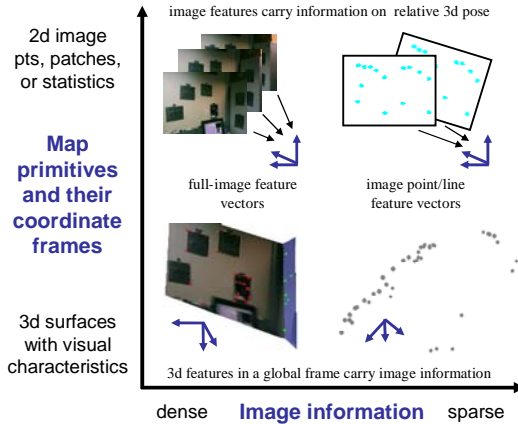 image features carry information on relative 3d pose
2d image
pts, patches,
or statistics
Map
primitives
and their
coordinate
frames
full-image feature
vectors
image point/line
feature vectors
3d surfaces
with visual
characteristics
3d features in a global frame carry image information
dense
Image information
sparse